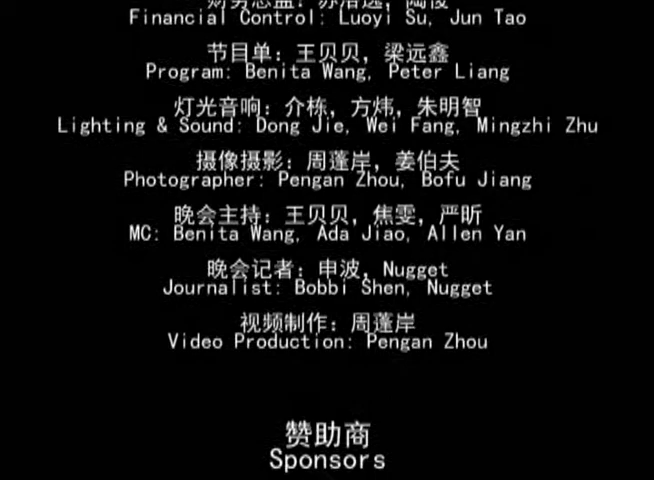 Financial Control: Luoyi Su, Jun Tao
节目单：王贝贝，梁远鑫
Program: Benita Wang, Peter Liang
灯光音响：介栋，方炜，朱明智
Lighting & Sound: Dong Jie, Wei Fang, Mingzhi Zhu
摄像摄影：周蓬岸，姜伯夫
Photographer: Pengan Zhou, Bofu Jiang
晚会主持：王贝贝，焦雯，严昕
MC: Benita Wang, Ada Jiao, Allen Yan
晚会记者：申波，Nugget
Journalist: Bobbi Shen, Nugget
视频制作：周蓬岸
Video Production: Pengan Zhou
赞助商
Sponsors